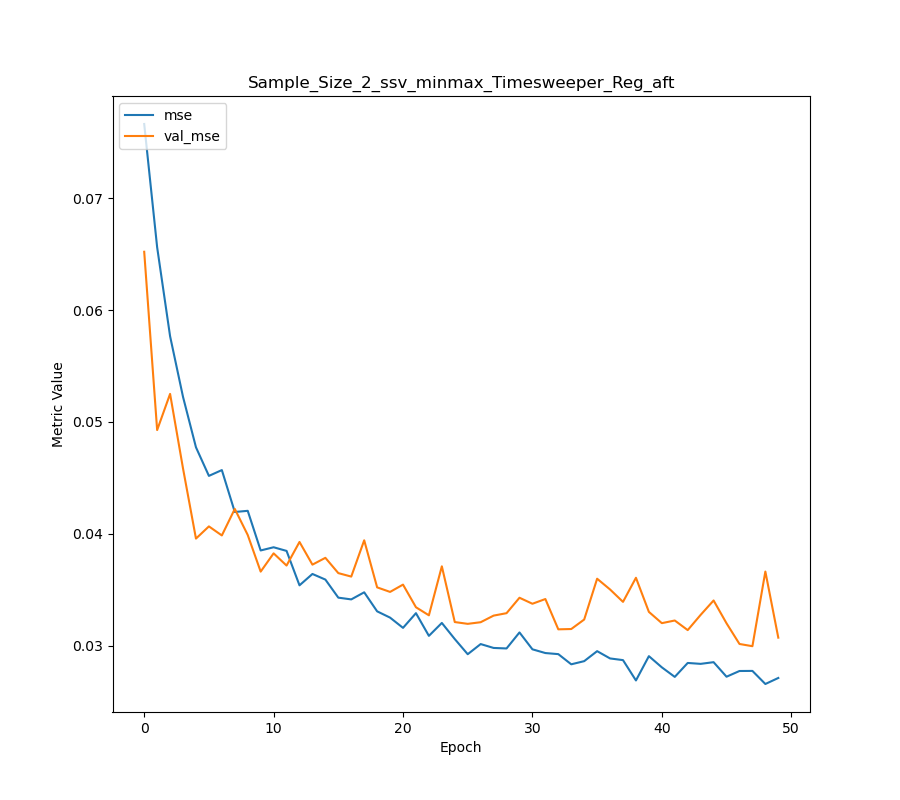 Sample_Size_2_ssv_minmax_Timesweeper_Reg_aft
mse
val_mse
0.07
0.06
0.05
0.04
0.03
Metric Value
0 10 20 30 40 50
Epoch